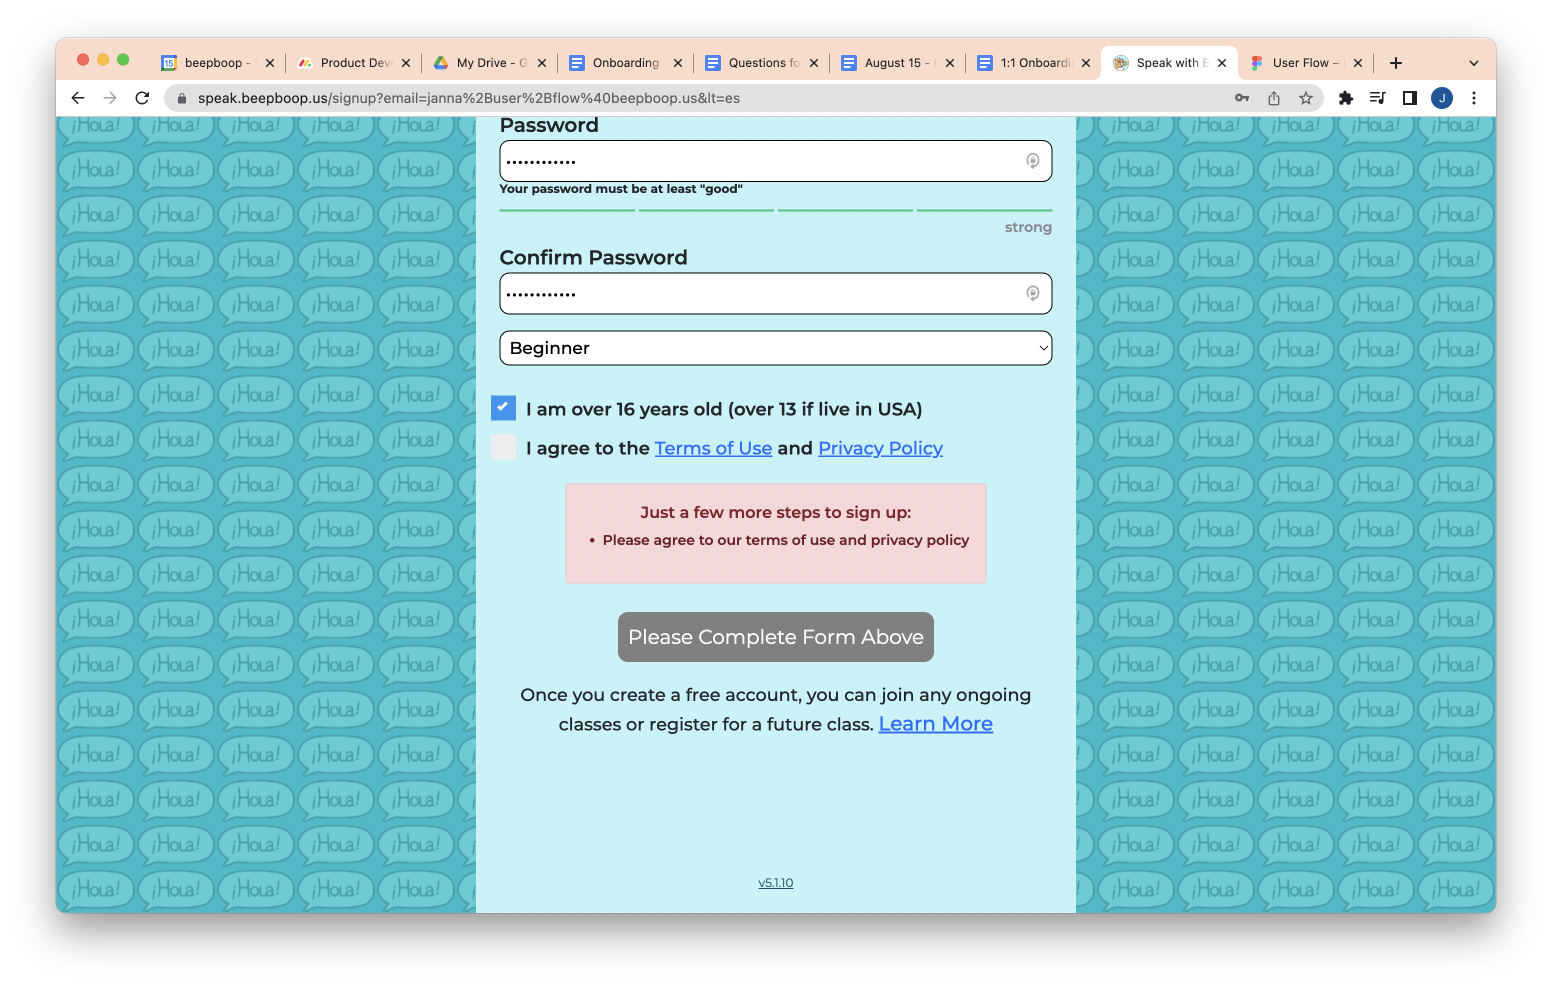 beepboop -
Product Dev
My Drive - G
Onboarding
Questions fo
August 15 -
1:1 Onboardi
Speak with B
User Flow –
speak.beepboop.us/signup?email=janna%2Buser%2Bflow%40beepboop.us&lt=es
J
Password
••••••••••••
Your password must be at least "good"
strong
Confirm Password
••••••••••••
Beginner
I am over 16 years old (over 13 if live in USA)
I agree to the Terms of Use and Privacy Policy
Just a few more steps to sign up:
• Please agree to our terms of use and privacy policy
Please Complete Form Above
Once you create a free account, you can join any ongoing
classes or register for a future class. Learn More
v5.1.10
¡Hola!